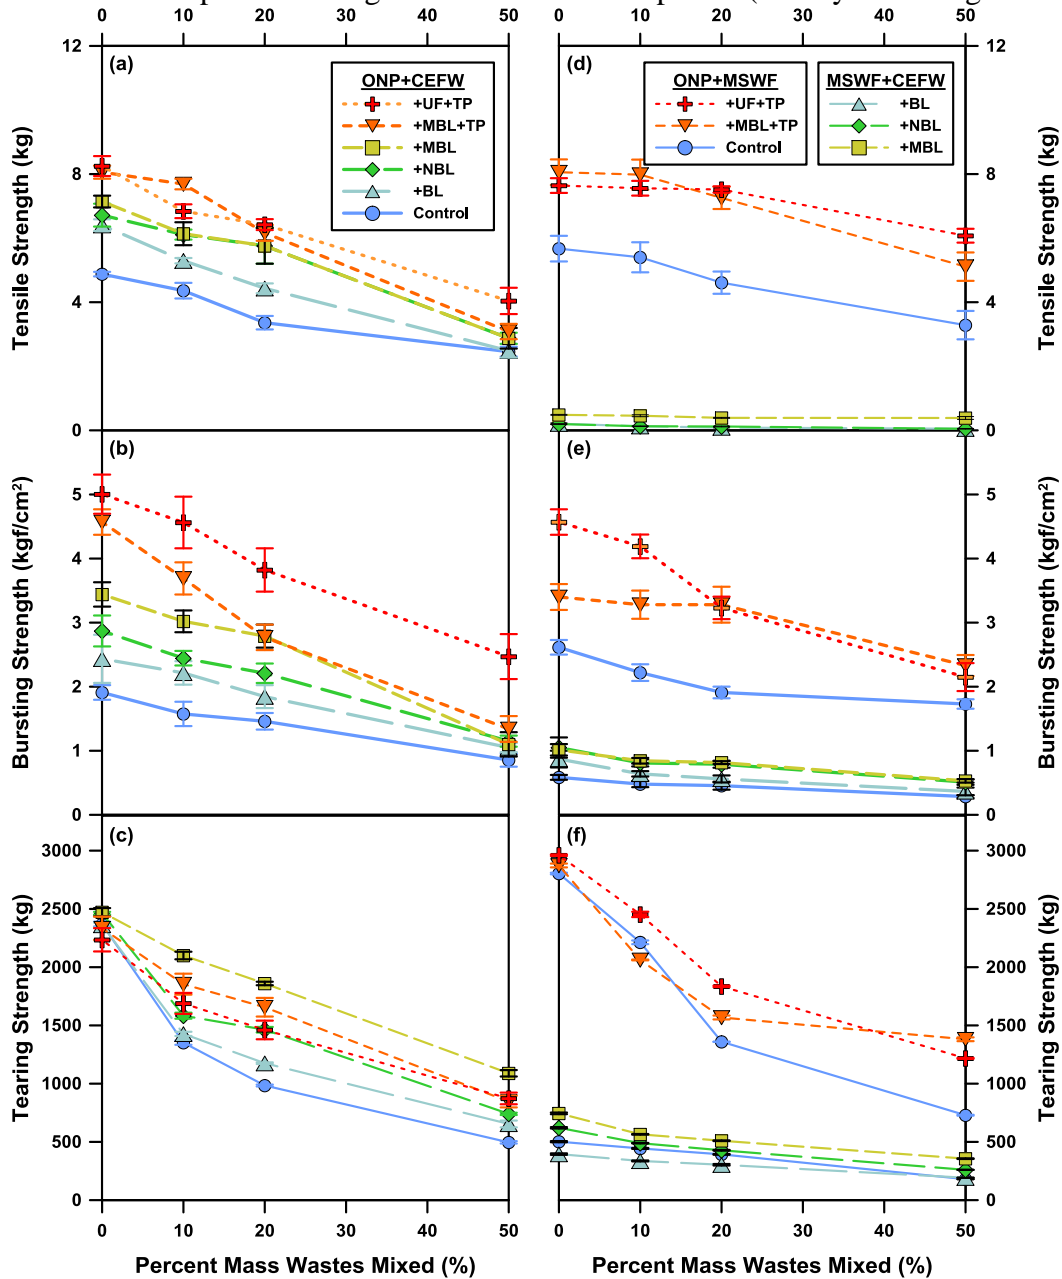 0 10 20 30 40 50
0 10 20 30 40 50
(a)
ONP+CEFW
+UF+TP
+MBL+TP
+MBL
+NBL
+BL
Control
12
8
4
0
Tensile Strength (kg)
(d)
ONP+MSWF
+UF+TP
+MBL+TP
Control
MSWF+CEFW
+BL
+NBL
+MBL
12
8
4
0
Tensile Strength (kg)
(b)
5
4
3
2
1
0
Bursting Strength (kgf/cm²)
(e)
5
4
3
2
1
0
Bursting Strength (kgf/cm²)
(c)
3000
2500
2000
1500
1000
500
0
Tearing Strength (kg)
(f)
3000
2500
2000
1500
1000
500
0
Tearing Strength (kg)
0 10 20 30 40 50
0 10 20 30 40 50
Percent Mass Wastes Mixed (%)
Percent Mass Wastes Mixed (%)